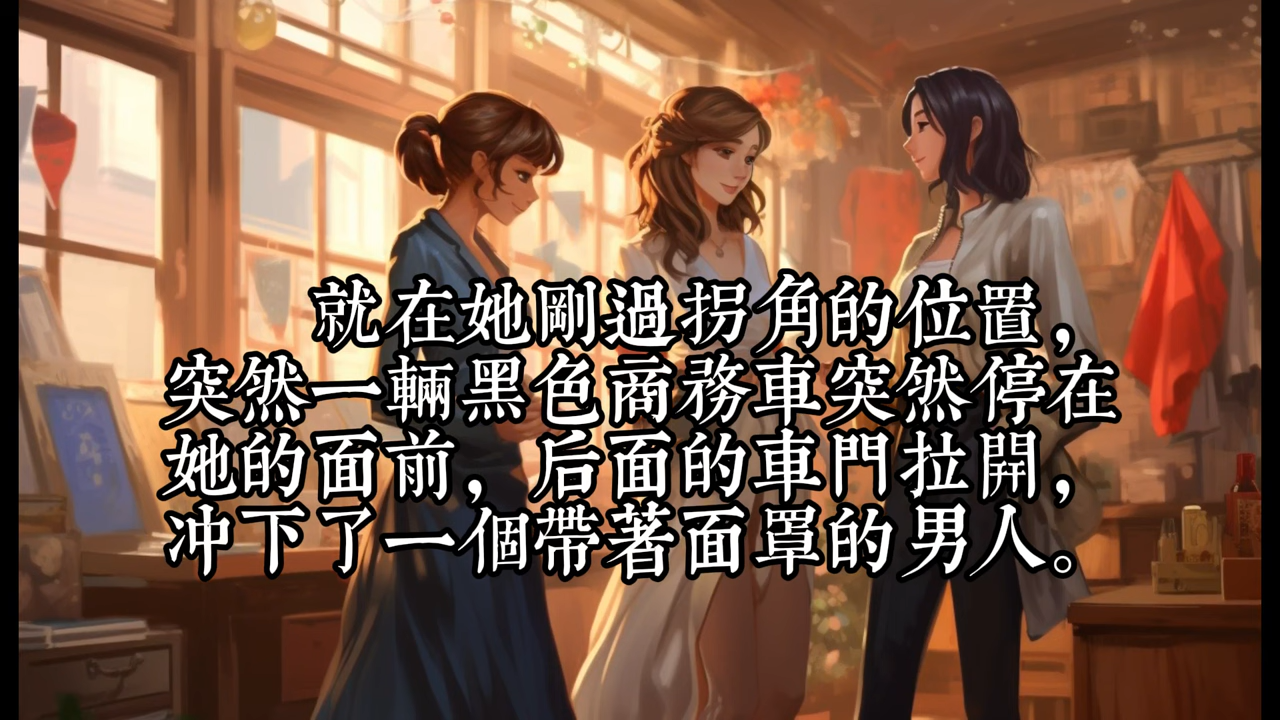 就在她剛過拐角的位置，
突然一輛黑色商務車突然停在
她的面前，后面的車門拉開，
冲下了一個帶著面罩的男人。